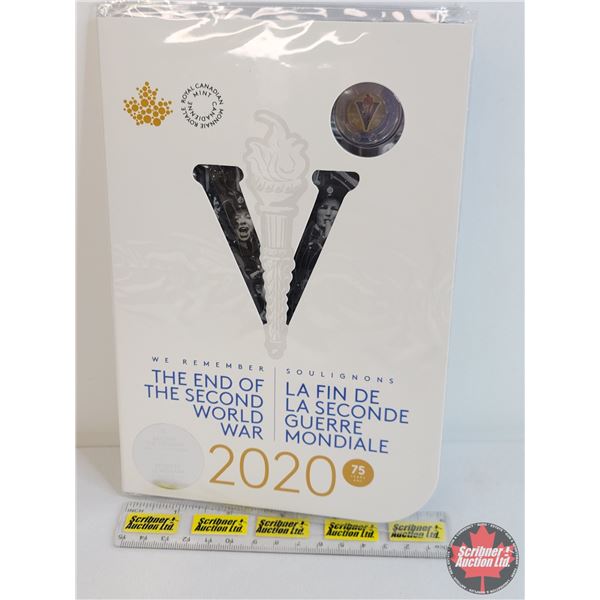 ROYAL CANADIAN MINT
MONNAIE ROYALE CANADIENNE
V
WE REMEMBER
THE END OF
THE SECOND
WORLD
WAR
SOULIGNONS
LA FIN DE
LA SECONDE
GUERRE
MONDIALE
2020
75
YEARS
ANS
Scribner! Auction Ltd.
Scribner! Auction Ltd.
Scribner! Auction Ltd.
Scribner! Auction Ltd.
Scribner! Auction Ltd.
Scribner!
Auction Ltd.